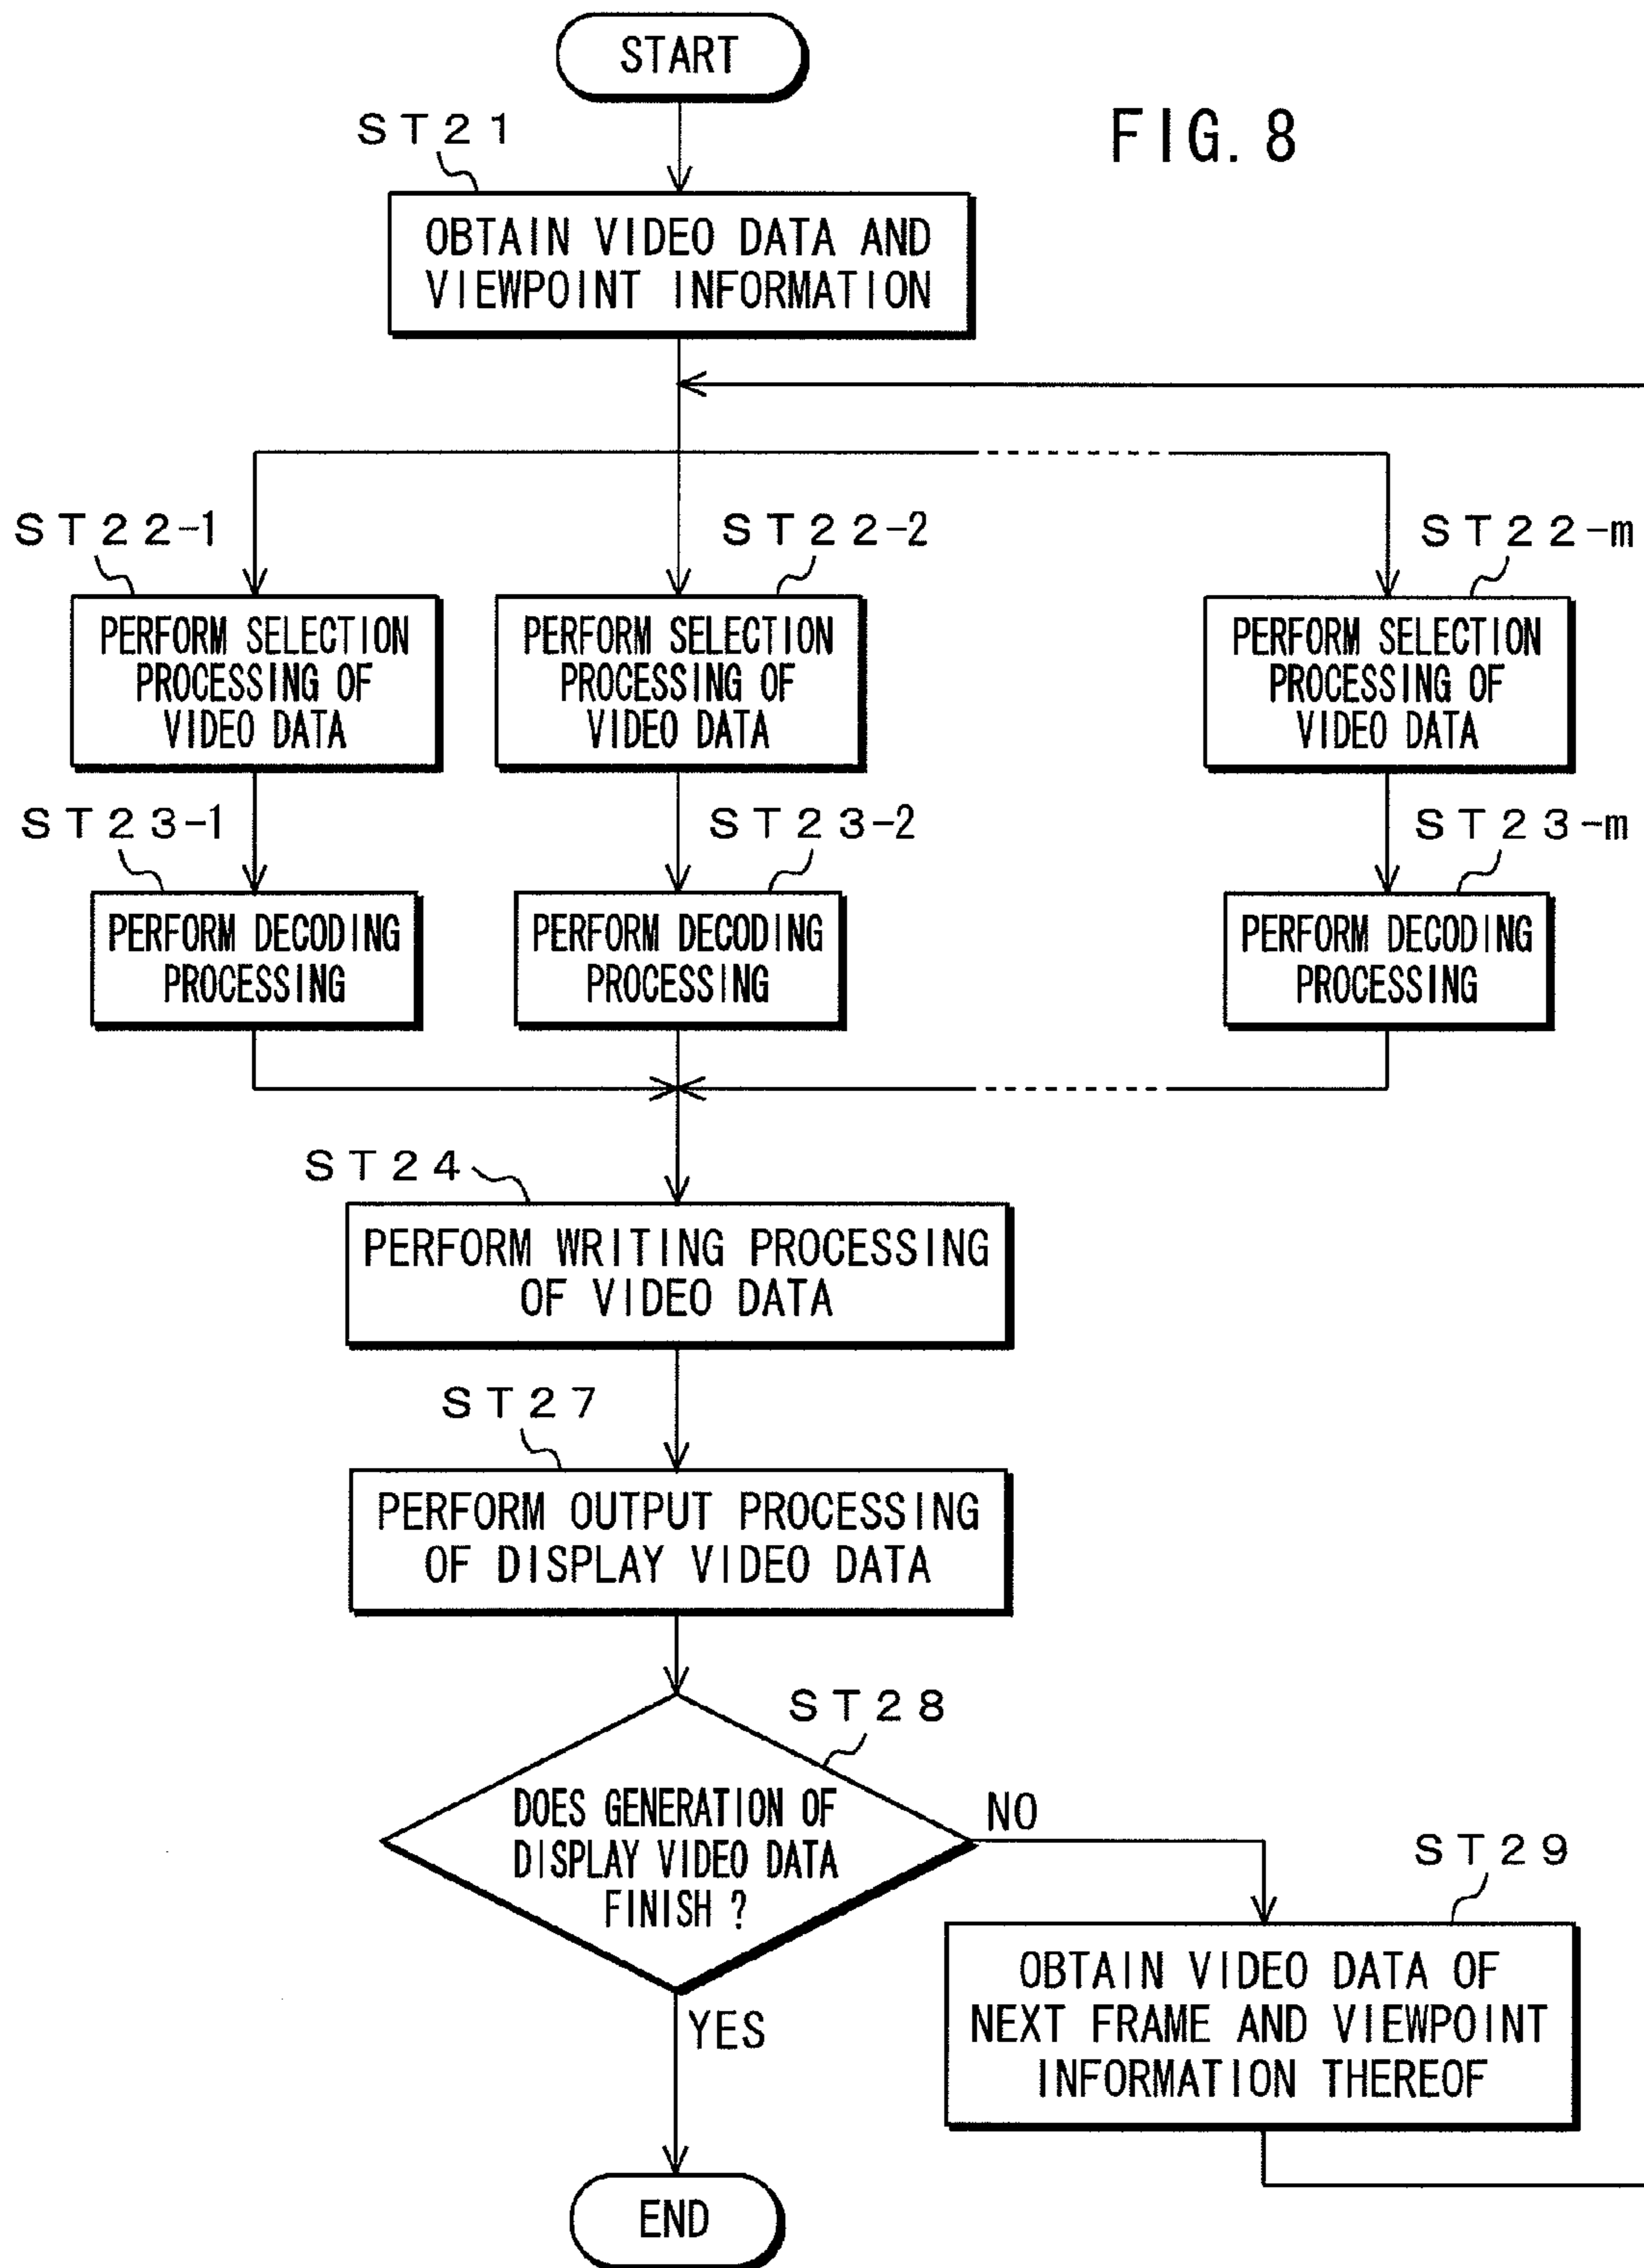 START
FIG. 8
ST21
OBTAIN VIDEO DATA AND
VIEWPOINT INFORMATION
ST22-1
ST22-2
ST22-m
PERFORM SELECTION
PROCESSING OF
VIDEO DATA
PERFORM SELECTION
PROCESSING OF
VIDEO DATA
PERFORM SELECTION
PROCESSING OF
VIDEO DATA
ST23-1
ST23-2
ST23-m
PERFORM DECODING
PROCESSING
PERFORM DECODING
PROCESSING
PERFORM DECODING
PROCESSING
ST24
PERFORM WRITING PROCESSING
OF VIDEO DATA
ST27
PERFORM OUTPUT PROCESSING
OF DISPLAY VIDEO DATA
ST28
DOES GENERATION OF
DISPLAY VIDEO DATA
FINISH ?
NO
YES
ST29
OBTAIN VIDEO DATA OF
NEXT FRAME AND VIEWPOINT
INFORMATION THEREOF
END